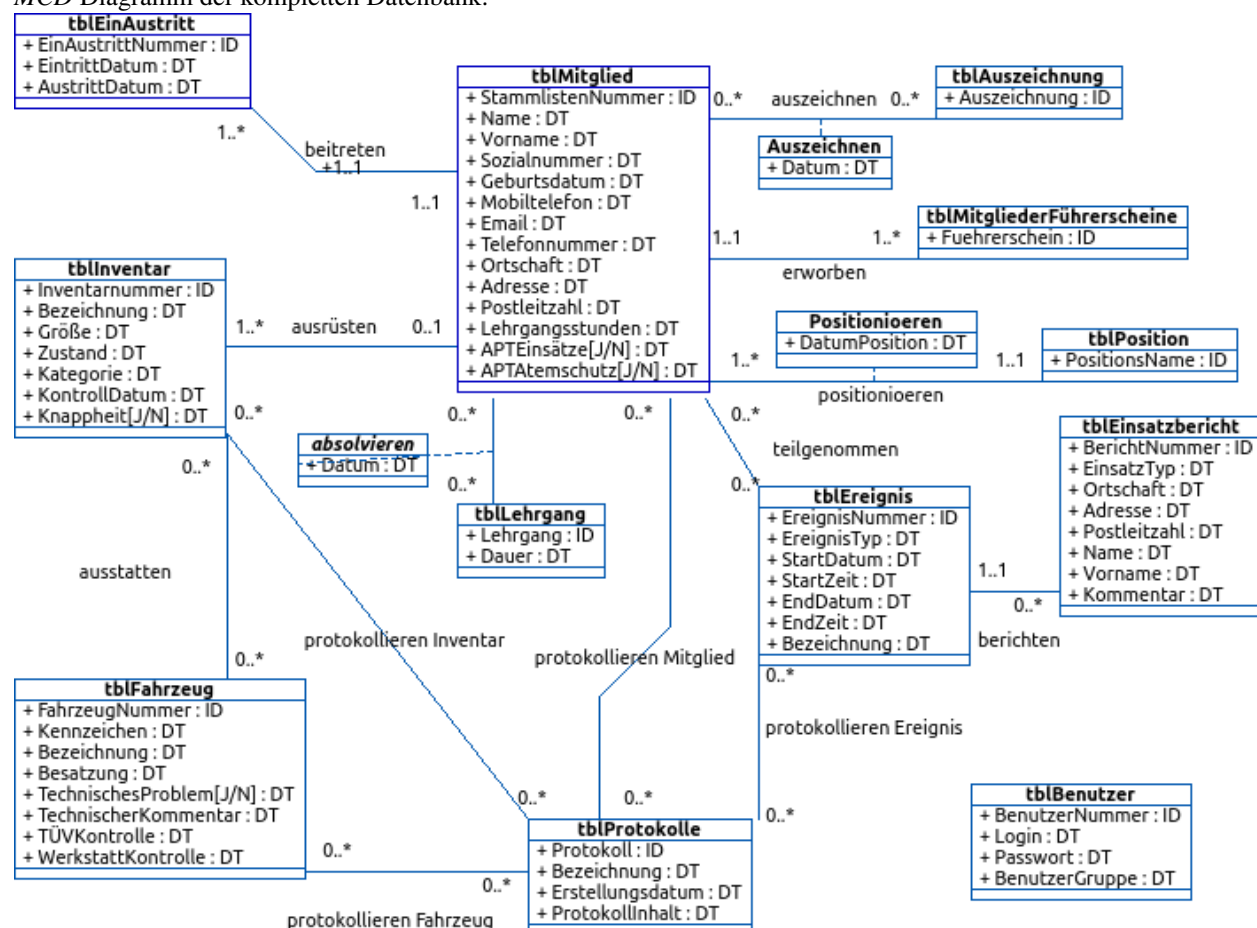 MCD Diagramm der kompletten Datenbank:
tblEinAustritt
+ EinAustrittNummer : ID
+ EintrittDatum : DT
+ AustrittDatum : DT
1..*
beitreten
+1..1
1..1
tblMitglied
+ StammlistenNummer : ID
+ Name : DT
+ Vorname : DT
+ Sozialnummer : DT
+ Geburtsdatum : DT
+ Mobiltelefon : DT
+ Email : DT
+ Telefonnummer : DT
+ Ortschaft : DT
+ Adresse : DT
+ Postleitzahl : DT
+ Lehrgangsstunden : DT
+ APTEinsätze[J/N] : DT
+ APTAtemschutz[J/N] : DT
0..* auszeichnen 0..*
tblAuszeichnung
+ Auszeichnung : ID
Auszeichnen
+ Datum : DT
tblMitgliederFührerscheine
+ Fuehrerschein : ID
1..1 1..*
erworben
tblInventar
+ Inventarnummer : ID
+ Bezeichnung : DT
+ Größe : DT
+ Zustand : DT
+ Kategorie : DT
+ KontrollDatum : DT
+ Knappheit[J/N] : DT
1..* ausrüsten 0..1
Positionioeren
+ DatumPosition : DT
1..* 1..1
positionioeren
tblPosition
+ PositionsName : ID
0..*
0..*
0..*
0..*
absolvieren
+ Datum : DT
0..*
tblLehrgang
+ Lehrgang : ID
+ Dauer : DT
teilgenommen
0..*
tblEinsatzbericht
+ BerichtNummer : ID
+ EinsatzTyp : DT
+ Ortschaft : DT
+ Adresse : DT
+ Postleitzahl : DT
+ Name : DT
+ Vorname : DT
+ Kommentar : DT
tblEreignis
+ EreignisNummer : ID
+ EreignisTyp : DT
+ StartDatum : DT
+ StartZeit : DT
+ EndDatum : DT
+ EndZeit : DT
+ Bezeichnung : DT
1..1
0..*
berichten
0..*
ausstatten
0..*
protokollieren Inventar
protokollieren Mitglied
0..*
protokollieren Ereignis
tblFahrzeug
+ FahrzeugNummer : ID
+ Kennzeichen : DT
+ Bezeichnung : DT
+ Besatzung : DT
+ TechnischesProblem[J/N] : DT
+ TechnischerKommentar : DT
+ TÜVKontrolle : DT
+ WerkstattKontrolle : DT
0..* 0..*
0..*
tblProtokolle
+ Protokoll : ID
+ Bezeichnung : DT
+ Erstellungsdatum : DT
+ ProtokollInhalt : DT
0..*
0..*
protokollieren Fahrzeug
tblBenutzer
+ BenutzerNummer : ID
+ Login : DT
+ Passwort : DT
+ BenutzerGruppe : DT